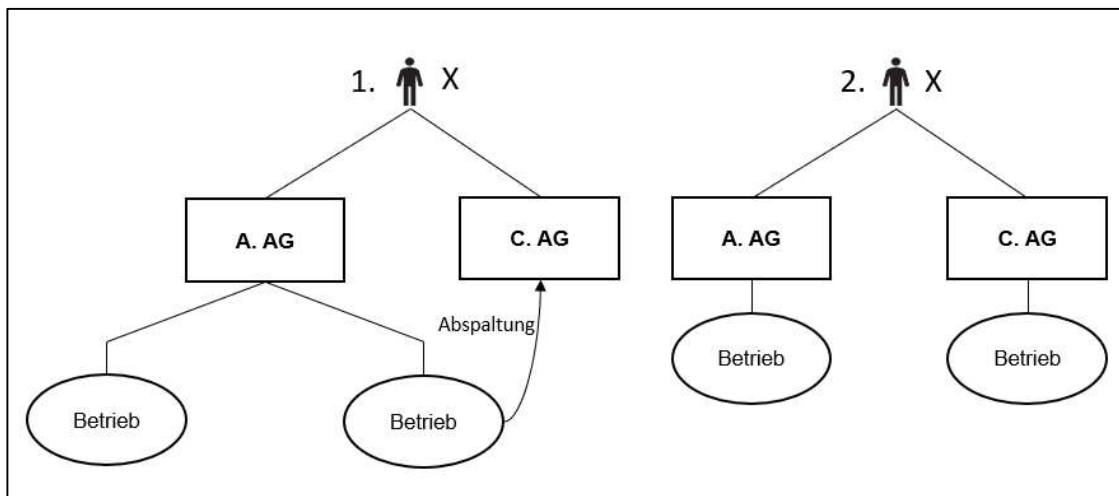 1. X
2. X
A. AG
C. AG
A. AG
C. AG
Abspaltung
Betrieb
Betrieb
Betrieb
Betrieb